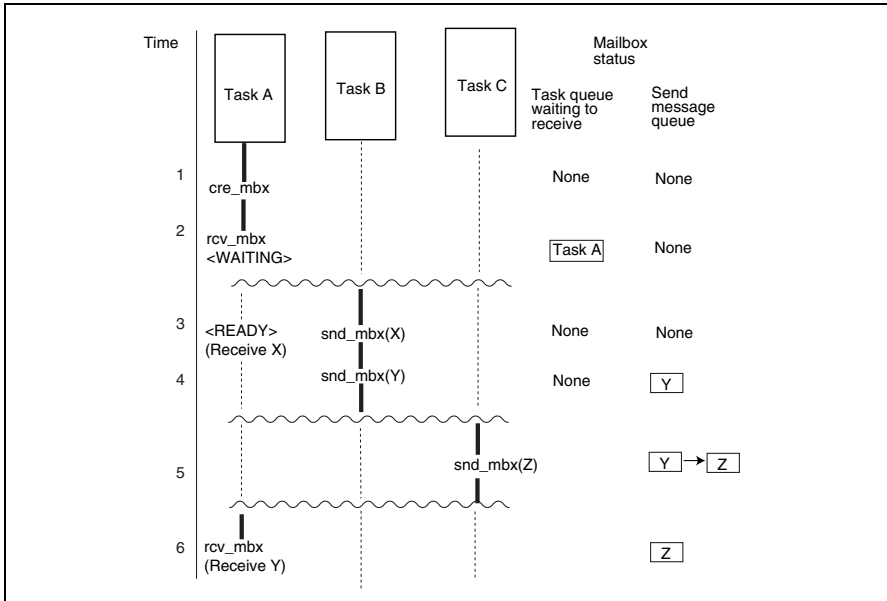 Time
Task A
Task B
Task C
Mailbox
status
Task queue
waiting to
receive
Send
message
queue
1
cre_mbx
None
None
2
rcv_mbx
<WAITING>
Task A
None
3
<READY>
(Receive X)
snd_mbx(X)
None
None
4
snd_mbx(Y)
None
Y
5
snd_mbx(Z)
Y
Z
6
rcv_mbx
(Receive Y)
Z